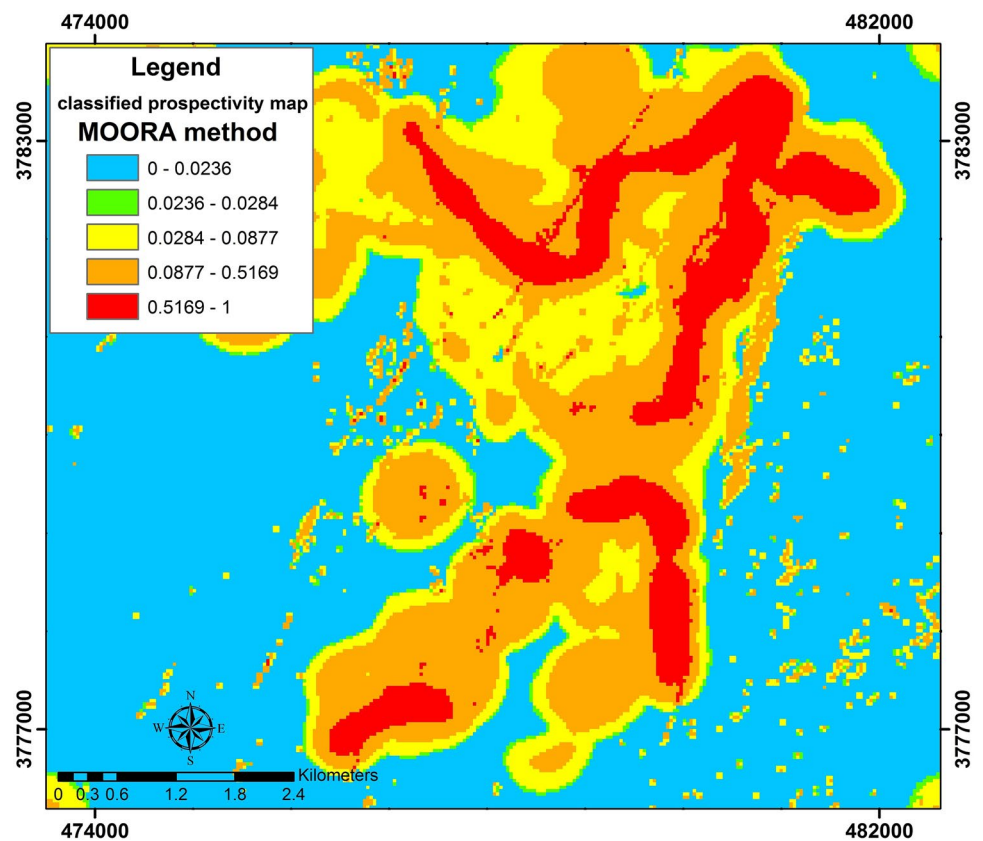 474000 482000
Legend
classified prospectivity map
MOORA method
0 - 0.0236
0.0236 - 0.0284
0.0284 - 0.0877
0.0877 - 0.5169
0.5169 - 1
3783000 3783000
3777000 3777000
N
W E
S
Kilometers
0 0.3 0.6 1.2 1.8 2.4
474000 482000